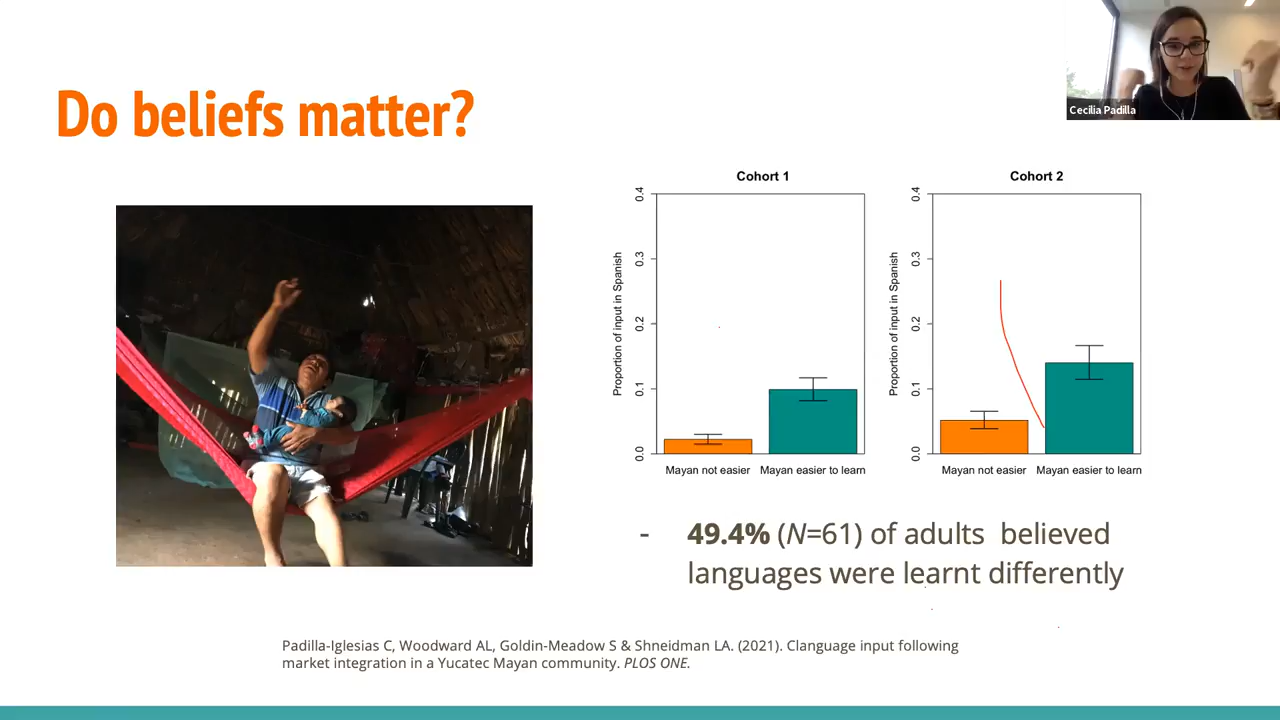 Cecilia Padilla
Do beliefs matter?
Cohort 1
Proportion of input in Spanish
0.0
0.1
0.2
0.3
0.4
Mayan not easier
Mayan easier to learn
Cohort 2
Proportion of input in Spanish
0.0
0.1
0.2
0.3
0.4
Mayan not easier
Mayan easier to learn
- 49.4% (N=61) of adults believed
languages were learnt differently
Padilla-Iglesias C, Woodward AL, Goldin-Meadow S & Shneidman LA. (2021). Clanguage input following
market integration in a Yucatec Mayan community. PLOS ONE.